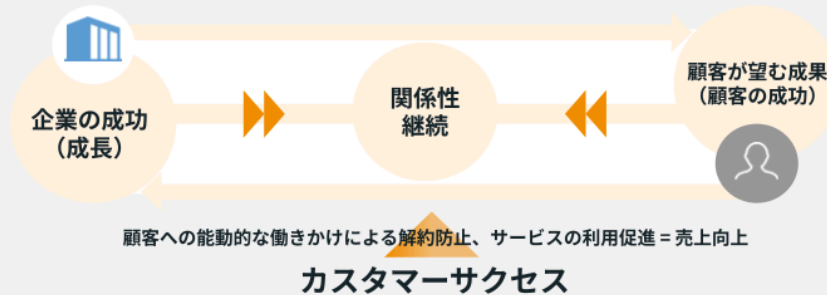 企業の成功
（成長）
関係性
継続
顧客が望む成果
（顧客の成功）
顧客への能動的な働きかけによる解約防止、サービスの利用促進 = 売上向上
カスタマーサクセス